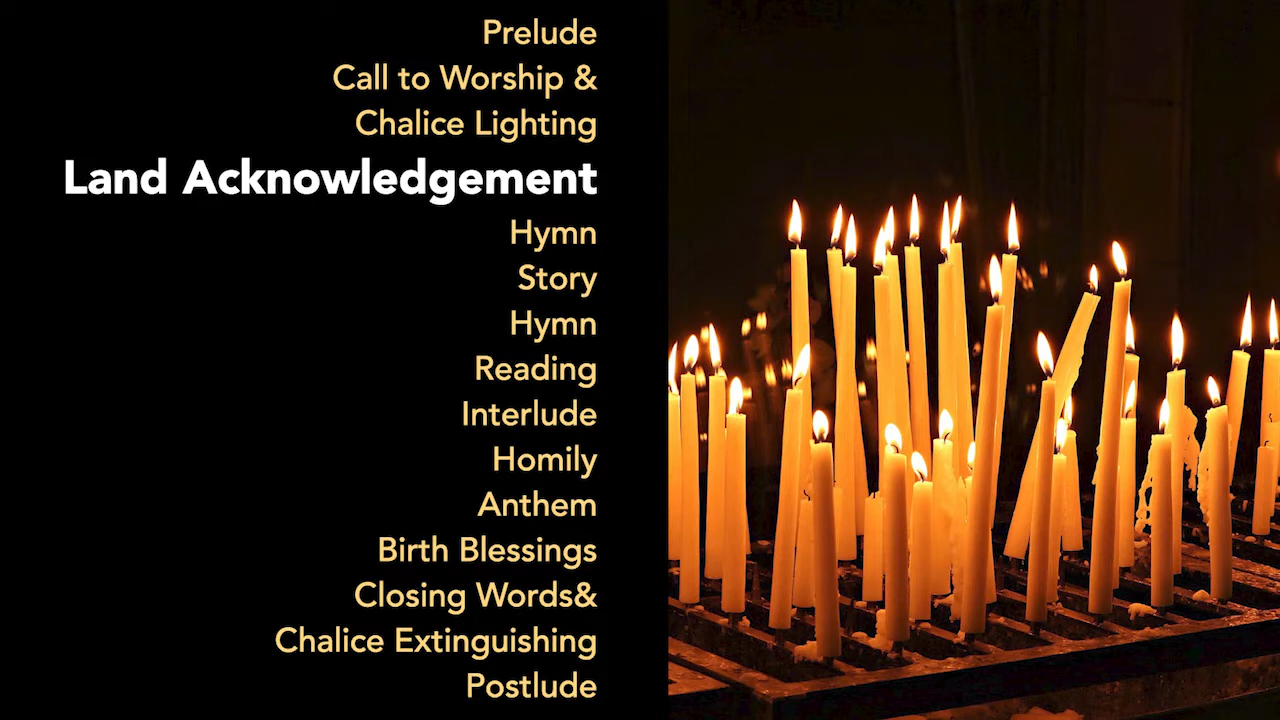 Prelude
Call to Worship &
Chalice Lighting
Land Acknowledgement
Hymn
Story
Hymn
Reading
Interlude
Homily
Anthem
Birth Blessings
Closing Words&
Chalice Extinguishing
Postlude